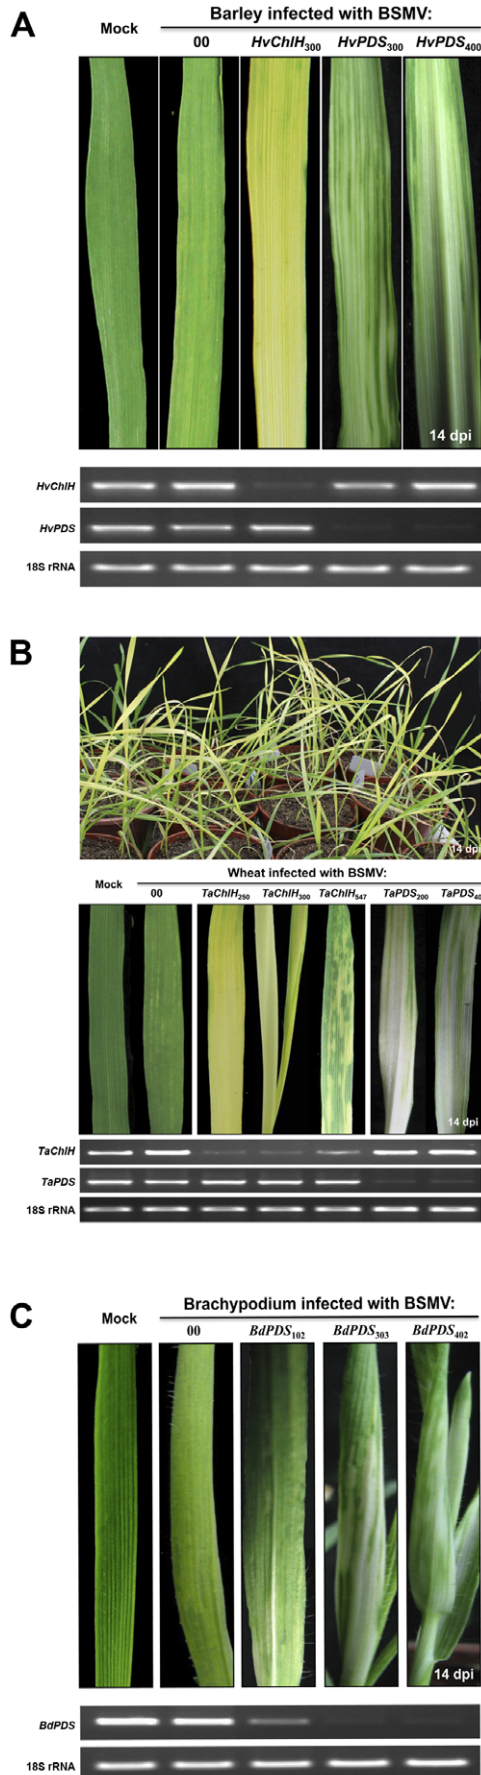 A
Barley infected with BSMV:
Mock
00 HvChlH300 HvPDS300 HvPDS400
14 dpi
HvChlH
HvPDS
18S rRNA
B
14 dpi
Wheat infected with BSMV:
Mock
00 TaChlH250 TaChlH300 TaChlH547 TaPDS200 TaPDS40
14 dpi
TaChlH
TaPDS
18S rRNA
C
Brachypodium infected with BSMV:
Mock
00 BdPDS102 BdPDS303 BdPDS402
14 dpi
BdPDS
18S rRNA